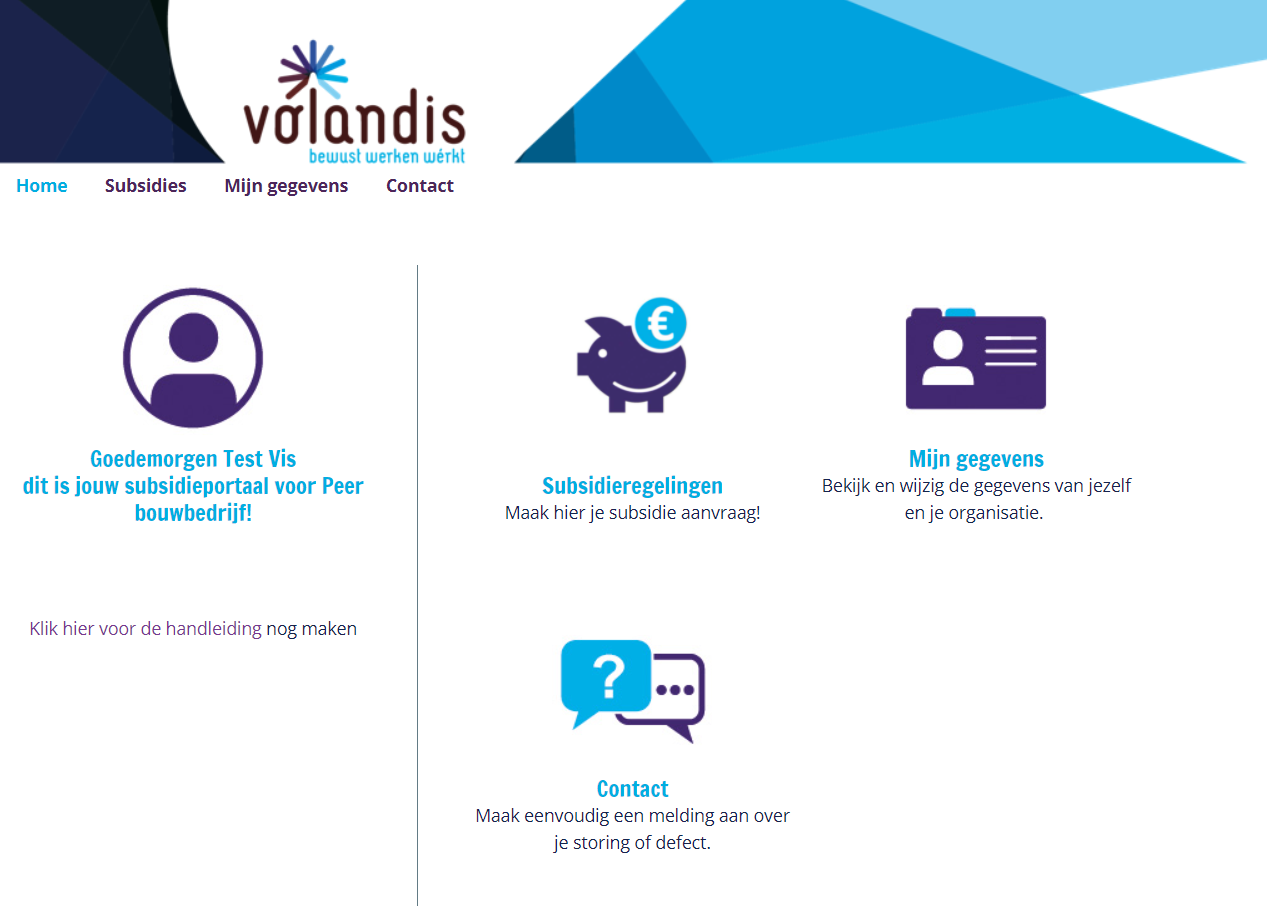 volandis
bewust werken wérkt
Home Subsidies Mijn gegevens Contact
Goedemorgen Test Vis
dit is jouw subsidieportaal voor Peer
bouwbedrijf!
Klik hier voor de handleiding nog maken
€
Subsidieregelingen
Maak hier je subsidie aanvraag!
Mijn gegevens
Bekijk en wijzig de gegevens van jezelf
en je organisatie.
?
Contact
Maak eenvoudig een melding aan over
je storing of defect.